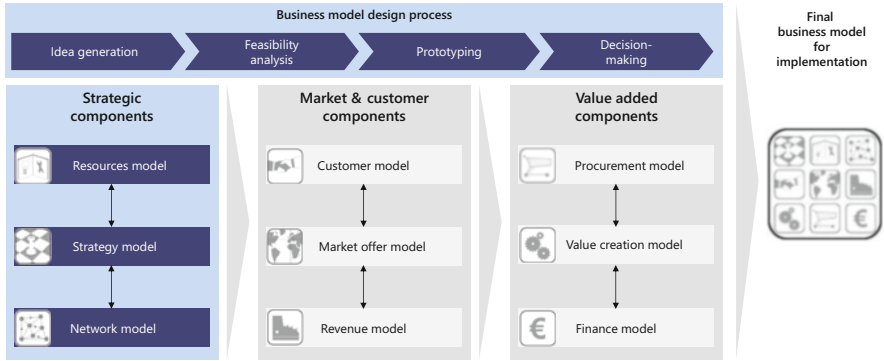 Business model design process
Idea generation
Feasibility
analysis
Prototyping
Decision-
making
Final
business model
for
implementation
Strategic
components
Resources model
Strategy model
Network model
Market & customer
components
Customer model
Market offer model
Revenue model
Value added
components
Procurement model
Value creation model
Finance model
€
€